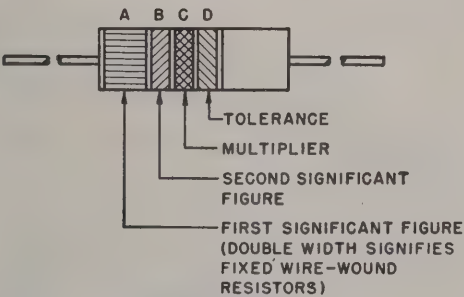 A B C D
TOLERANCE
MULTIPLIER
SECOND SIGNIFICANT
FIGURE
FIRST SIGNIFICANT FIGURE
(DOUBLE WIDTH SIGNIFIES
FIXED WIRE-WOUND
RESISTORS)